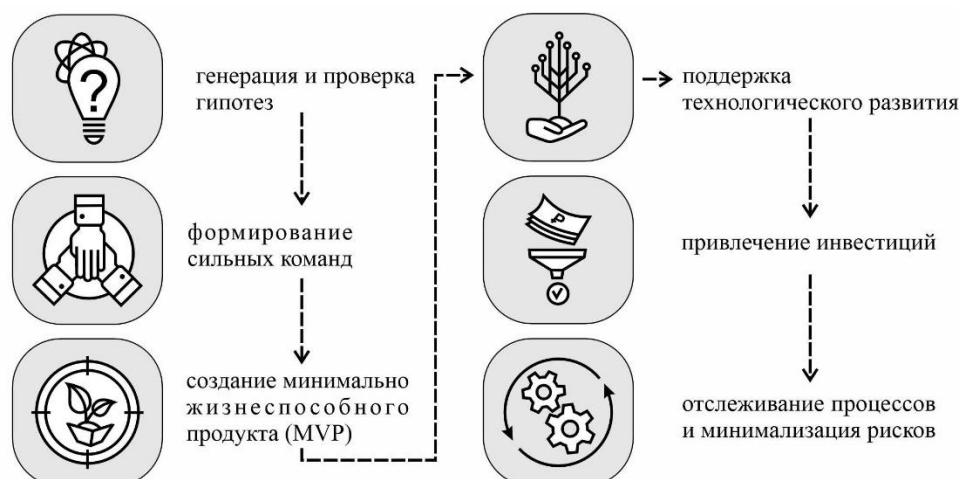 генерация и проверка
гипотез
формирование
сильных команд
создание минимально
жизнеспособного
продукта (MVP)
поддержка
технологического развития
привлечение инвестиций
отслеживание процессов
и минимализация рисков